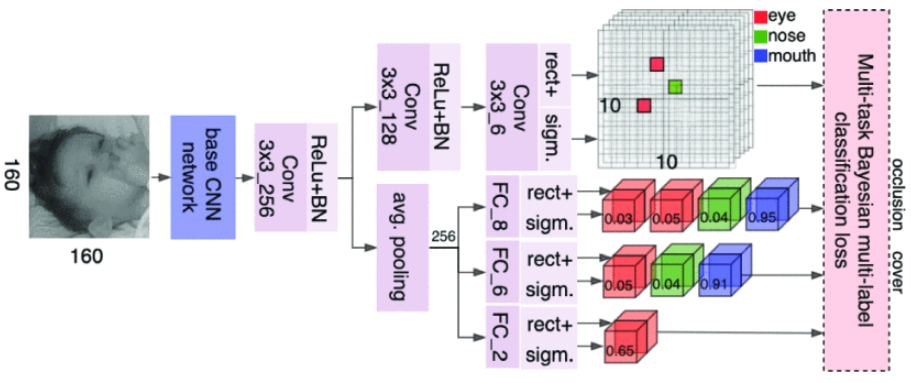 160
160
base CNN
network
Conv
3x3_256
ReLu+BN
Conv
3x3_128
ReLu+BN
Conv
3x3_6
rect+
sigm.
10
10
eye
nose
mouth
avg. pooling
256
FC_8
rect+
sigm.
0.03
0.05
0.04
0.95
FC_6
rect+
sigm.
0.05
0.04
0.91
FC_2
rect+
sigm.
0.65
Multi-task Bayesian multi-label
classification loss
occlusion
cover